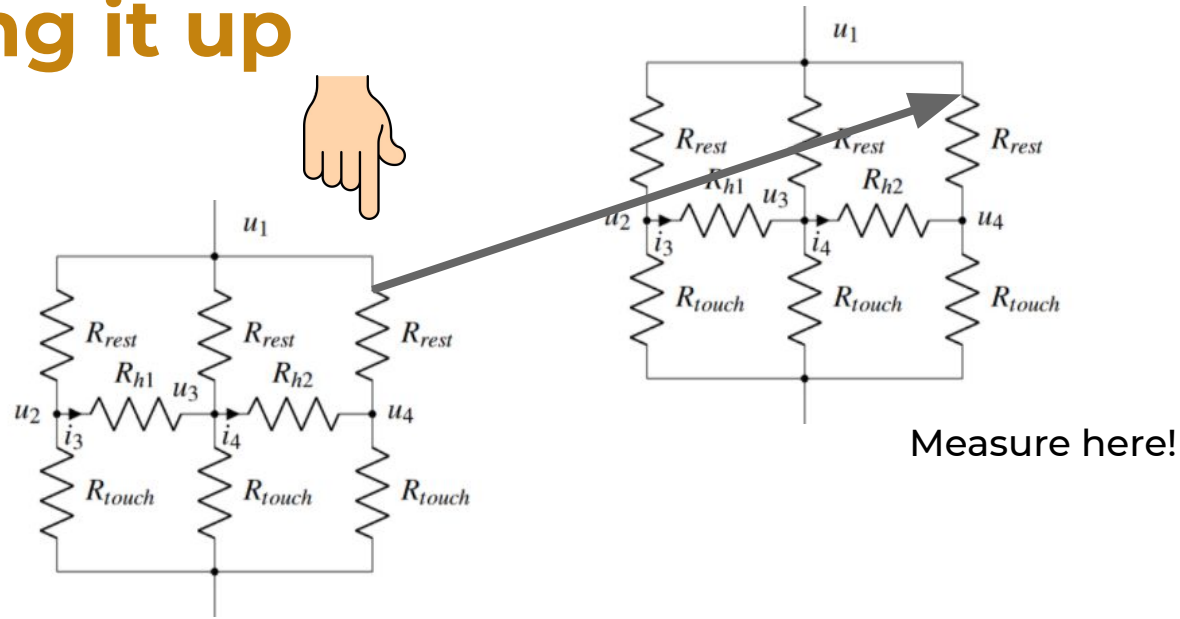 ng it up
u1
Rrest Rrest Rrest
Rh1 u3 Rh2
u2 i3 i4 u4
Rtouch Rtouch Rtouch
u1
Rrest Rrest Rrest
Rh1 u3 Rh2
u2 i3 i4 u4
Rtouch Rtouch Rtouch
Measure here!